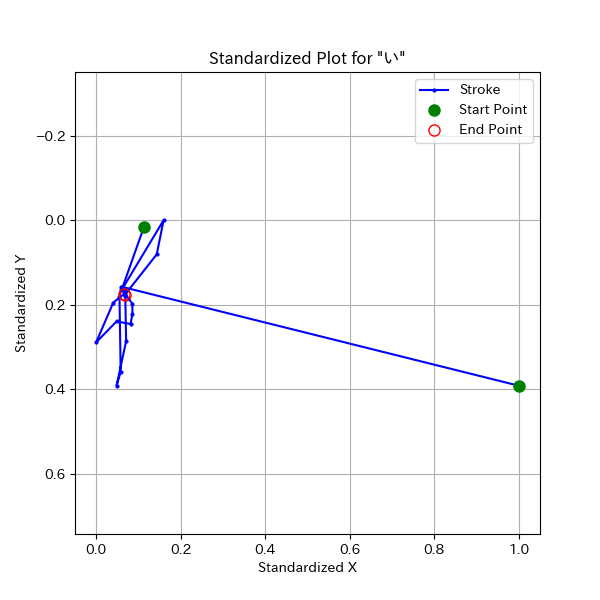 Standardized Plot for "い"
Stroke
Start Point
End Point
Standardized Y
−0.2
0.0
0.2
0.4
0.6
0.0 0.2 0.4 0.6 0.8 1.0
Standardized X